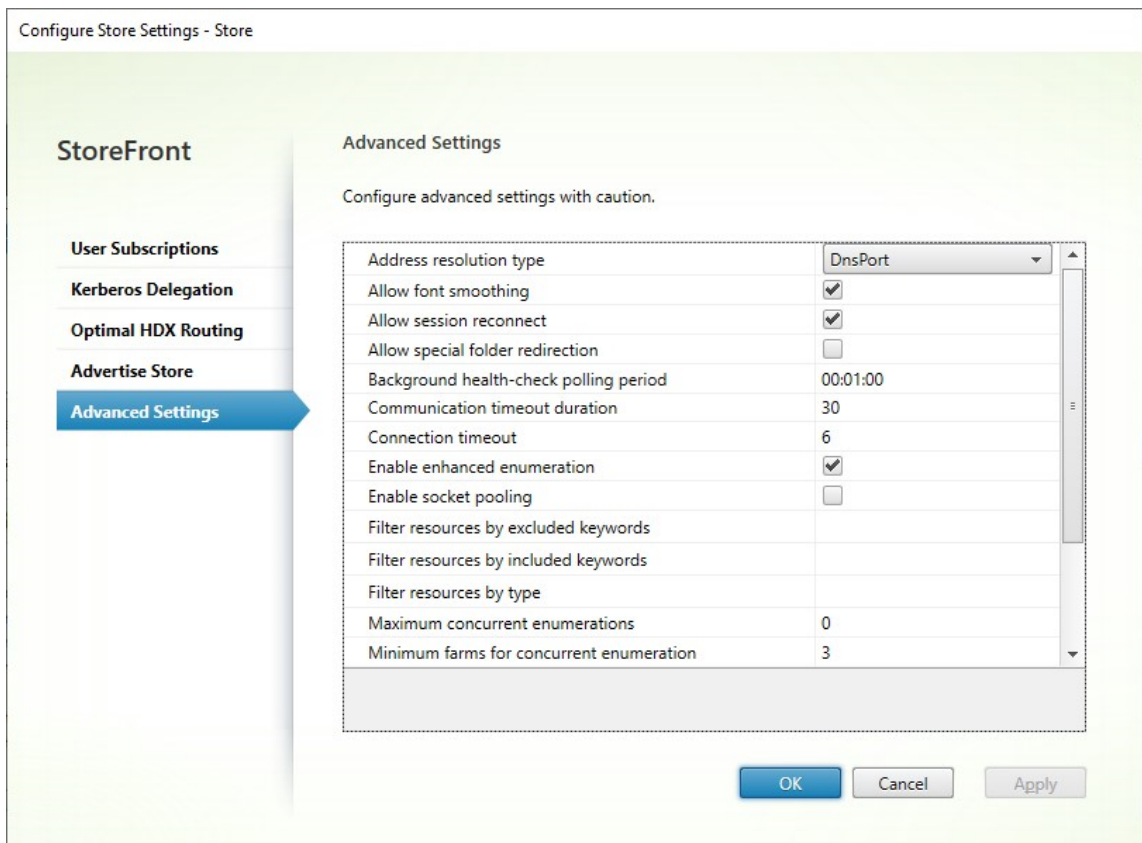 Configure Store Settings - Store
StoreFront
User Subscriptions
Kerberos Delegation
Optimal HDX Routing
Advertise Store
Advanced Settings
Advanced Settings
Configure advanced settings with caution.
Address resolution type DnsPort
Allow font smoothing
Allow session reconnect
Allow special folder redirection
Background health-check polling period 00:01:00
Communication timeout duration 30
Connection timeout 6
Enable enhanced enumeration
Enable socket pooling
Filter resources by excluded keywords
Filter resources by included keywords
Filter resources by type
Maximum concurrent enumerations 0
Minimum farms for concurrent enumeration 3
OK Cancel Apply